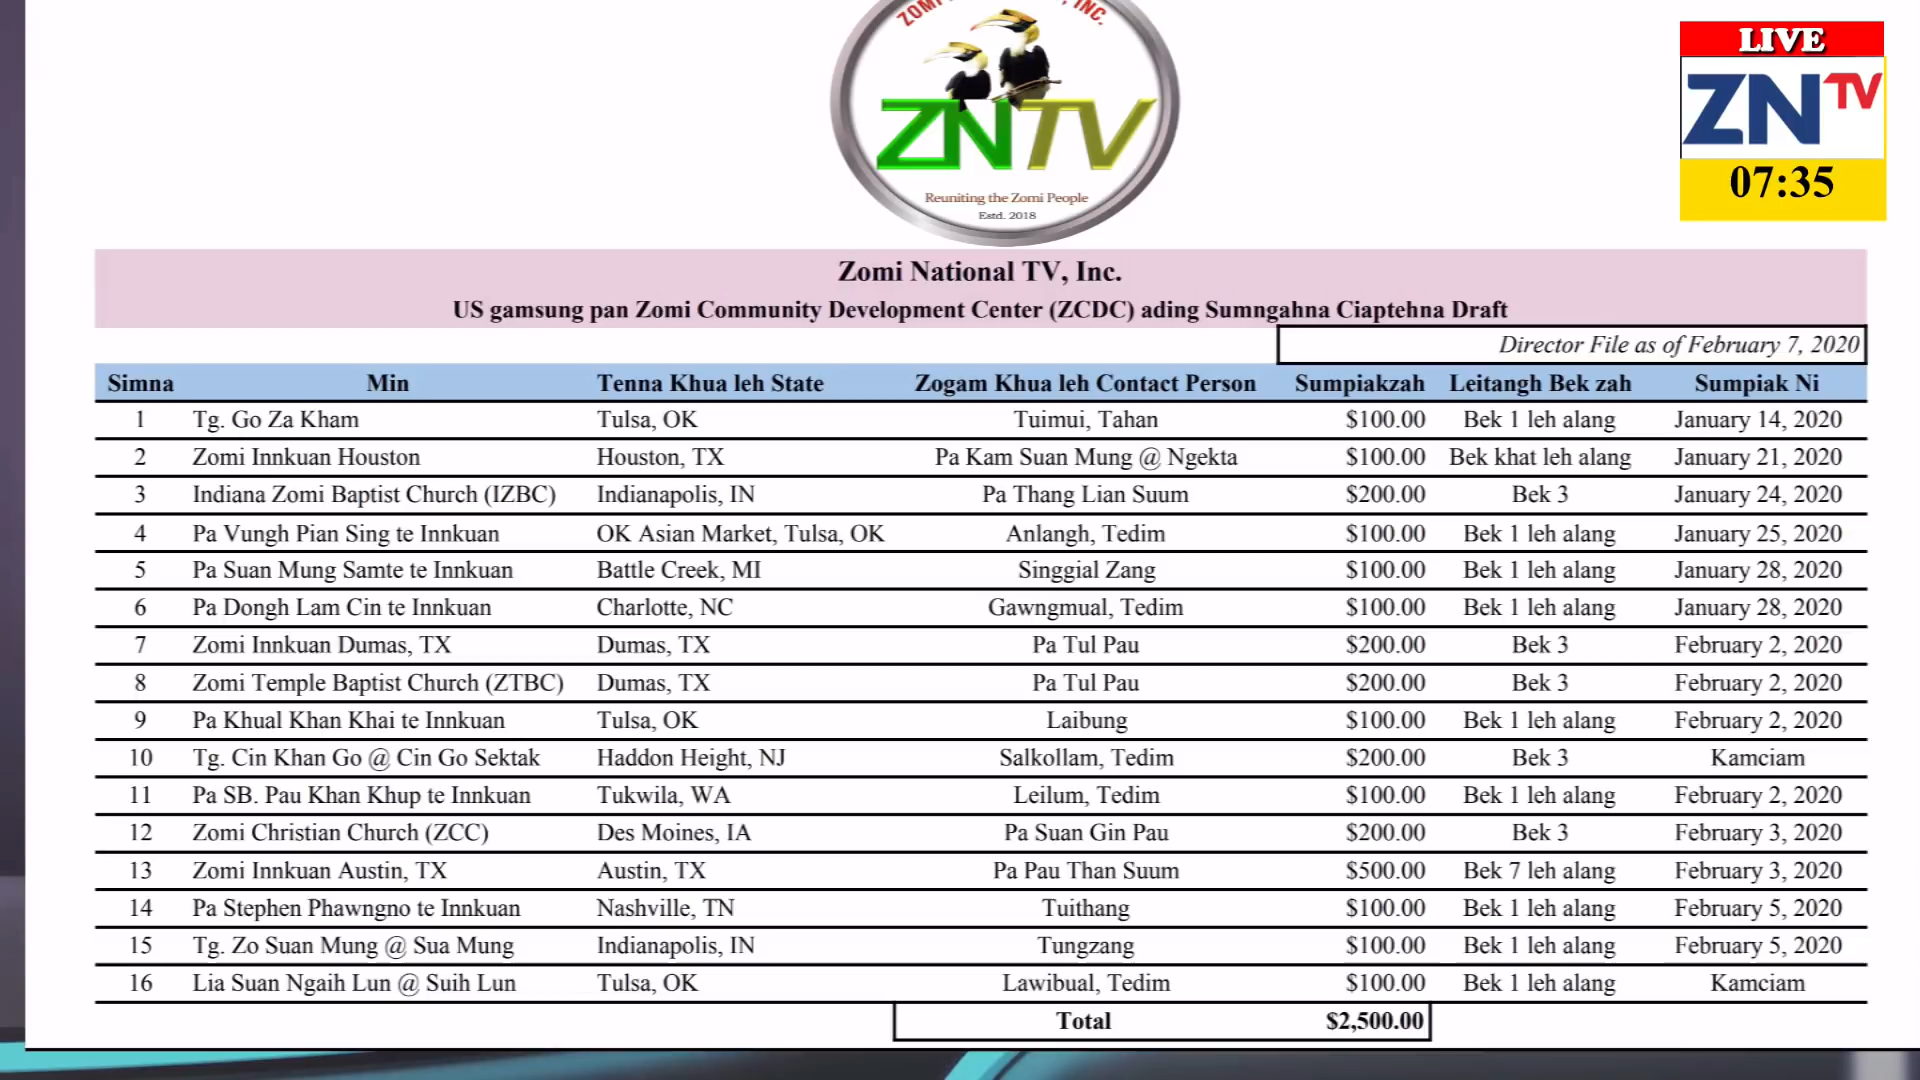 ZOMI
INC.
ZNTV
Reuniting the Zomi People
Estd. 2018
LIVE
ZNTV
07:35
Zomi National TV, Inc.
US gamsung pan Zomi Community Development Center (ZCDC) ading Sumngahna Ciaptehna Draft
Director File as of February 7, 2020
Simna Min Tenna Khua leh State Zogam Khua leh Contact Person Sumpiakzah Leitangh Bek zah Sumpiak Ni
1 Tg. Go Za Kham Tulsa, OK Tuimui, Tahan $100.00 Bek 1 leh alang January 14, 2020
2 Zomi Innkuan Houston Houston, TX Pa Kam Suan Mung @ Ngekta $100.00 Bek khat leh alang January 21, 2020
3 Indiana Zomi Baptist Church (IZBC) Indianapolis, IN Pa Thang Lian Suum $200.00 Bek 3 January 24, 2020
4 Pa Vungh Pian Sing te Innkuan OK Asian Market, Tulsa, OK Anlangh, Tedim $100.00 Bek 1 leh alang January 25, 2020
5 Pa Suan Mung Samte te Innkuan Battle Creek, MI Singgial Zang $100.00 Bek 1 leh alang January 28, 2020
6 Pa Dongh Lam Cin te Innkuan Charlotte, NC Gawngmual, Tedim $100.00 Bek 1 leh alang January 28, 2020
7 Zomi Innkuan Dumas, TX Dumas, TX Pa Tul Pau $200.00 Bek 3 February 2, 2020
8 Zomi Temple Baptist Church (ZTBC) Dumas, TX Pa Tul Pau $200.00 Bek 3 February 2, 2020
9 Pa Khual Khan Khai te Innkuan Tulsa, OK Laibung $100.00 Bek 1 leh alang February 2, 2020
10 Tg. Cin Khan Go @ Cin Go Sektak Haddon Height, NJ Salkollam, Tedim $200.00 Bek 3 Kamciam
11 Pa SB. Pau Khan Khup te Innkuan Tukwila, WA Leilum, Tedim $100.00 Bek 1 leh alang February 2, 2020
12 Zomi Christian Church (ZCC) Des Moines, IA Pa Suan Gin Pau $200.00 Bek 3 February 3, 2020
13 Zomi Innkuan Austin, TX Austin, TX Pa Pau Than Suum $500.00 Bek 7 leh alang February 3, 2020
14 Pa Stephen Phawngno te Innkuan Nashville, TN Tuithang $100.00 Bek 1 leh alang February 5, 2020
15 Tg. Zo Suan Mung @ Sua Mung Indianapolis, IN Tungzang $100.00 Bek 1 leh alang February 5, 2020
16 Lia Suan Ngaih Lun @ Suih Lun Tulsa, OK Lawibual, Tedim $100.00 Bek 1 leh alang Kamciam
Total $2,500.00